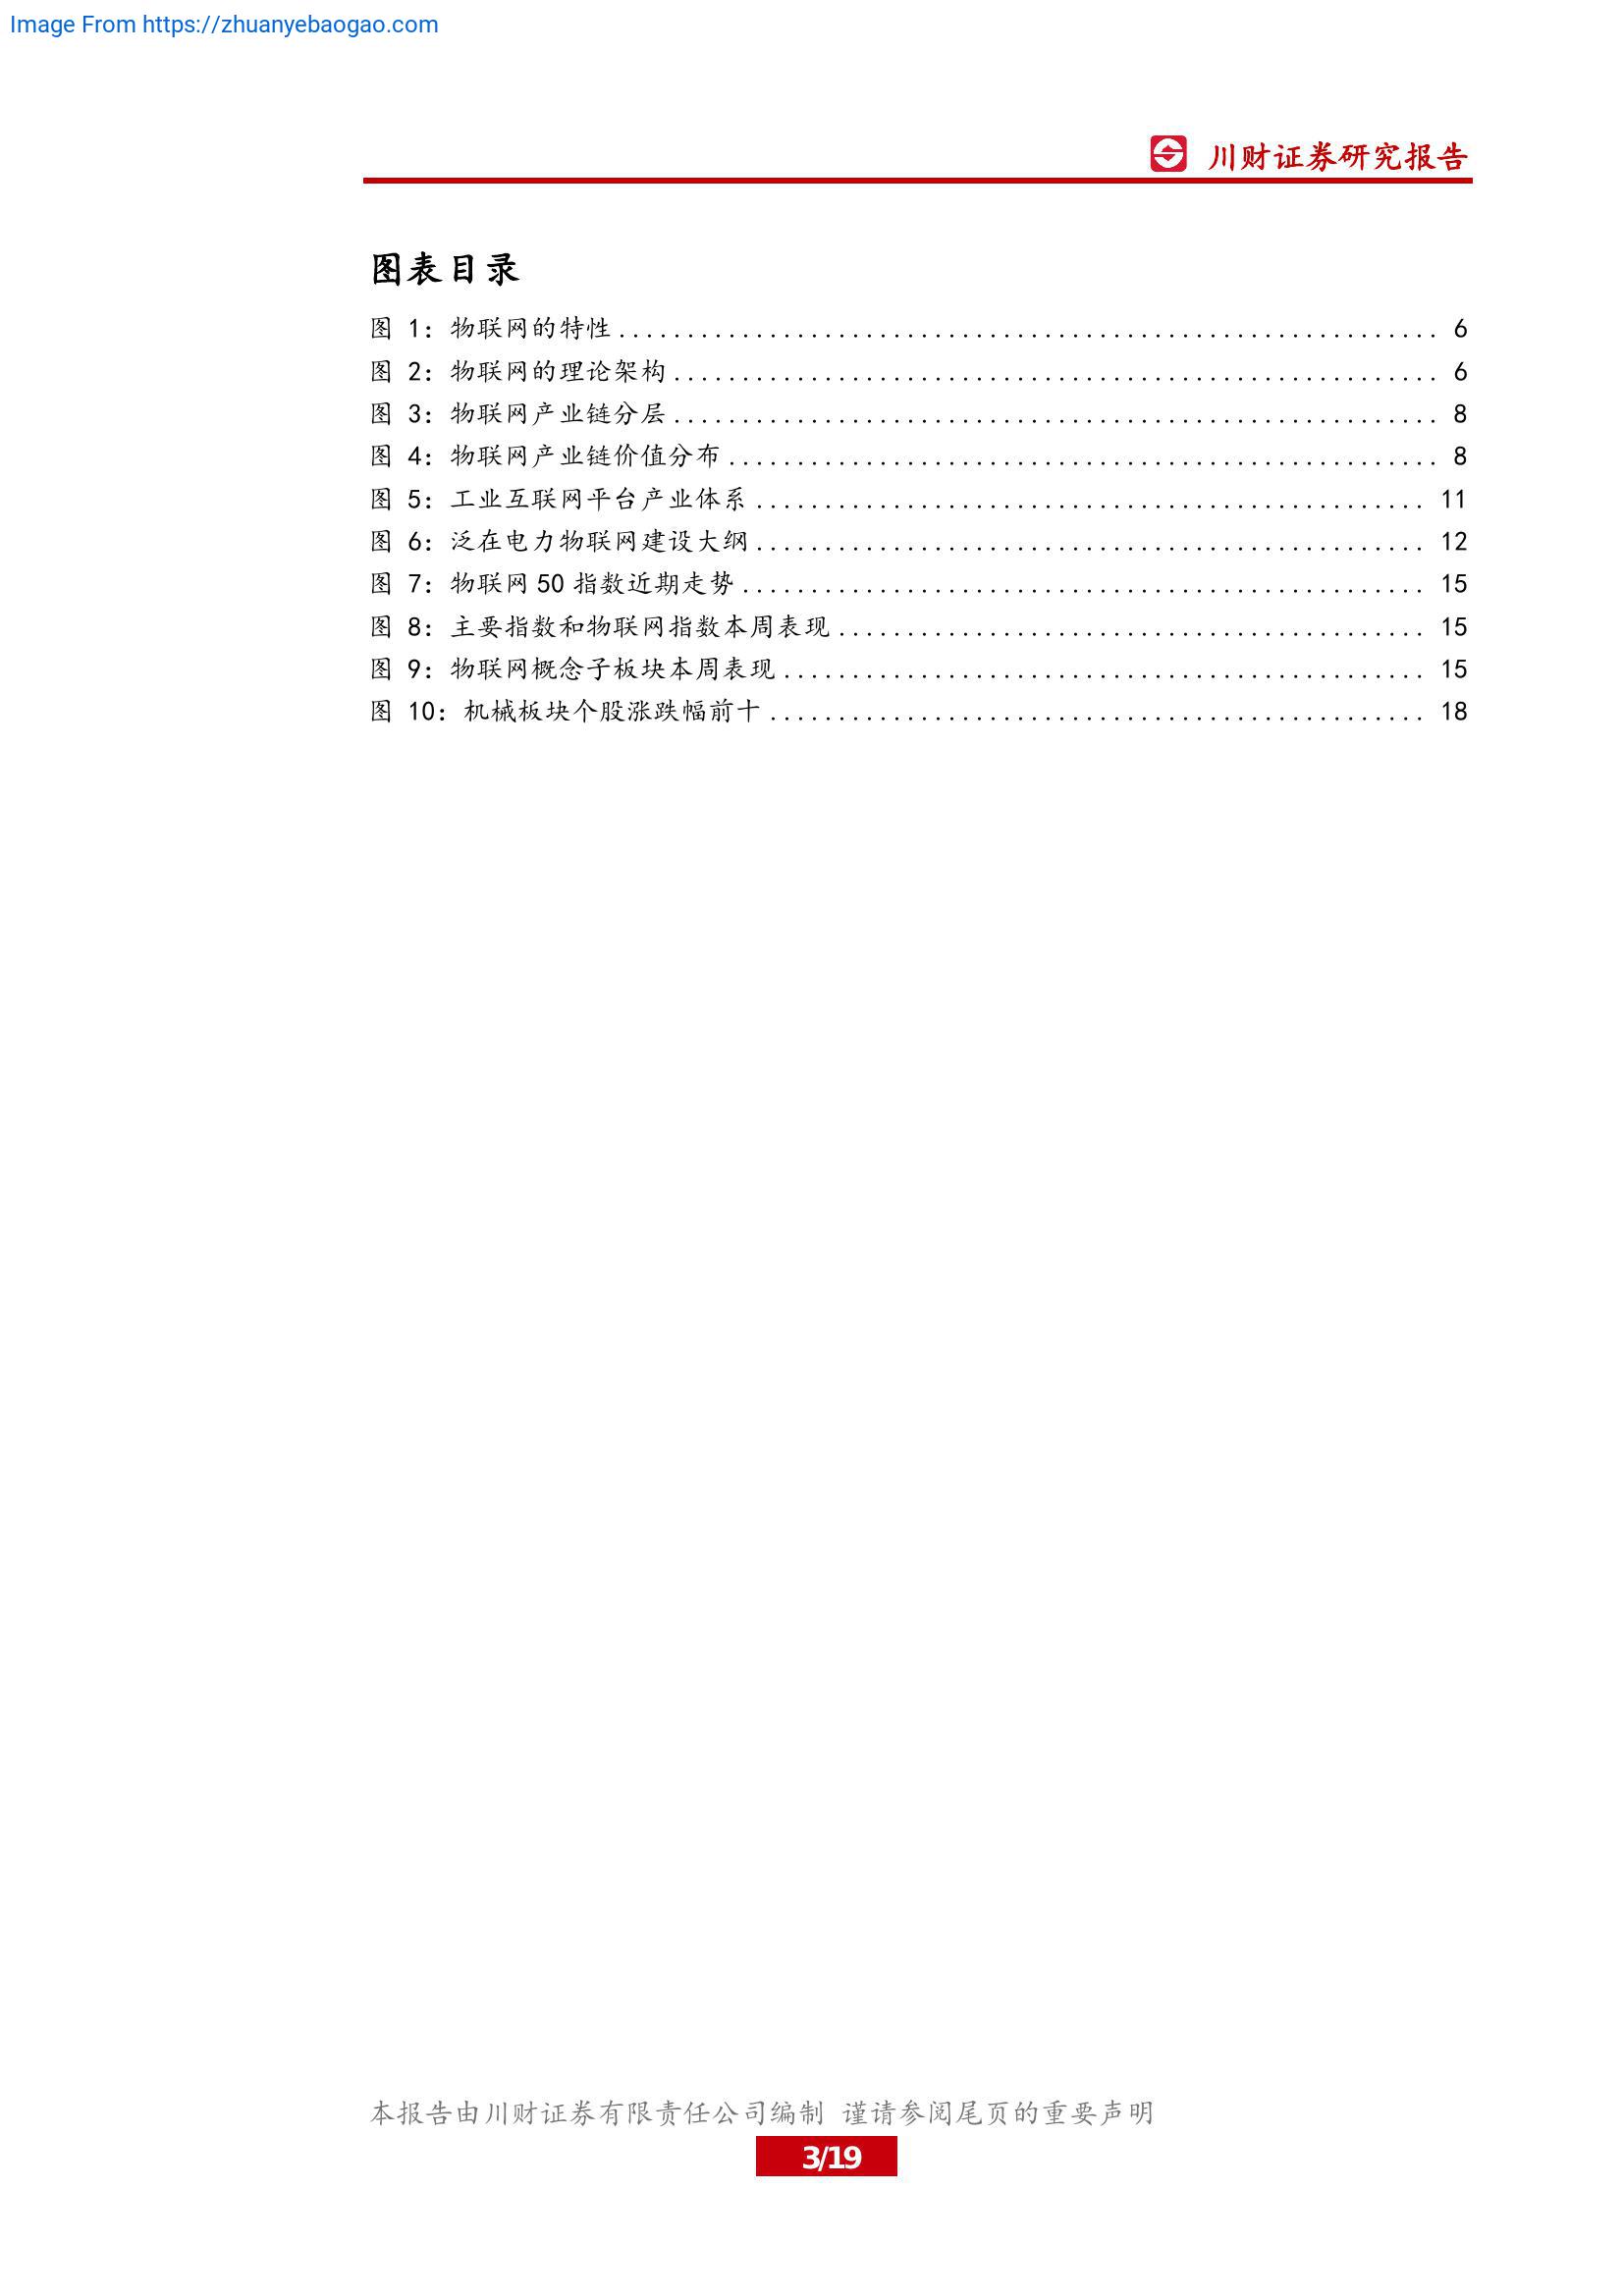 Image From https://zhuanyebaogao.com
川财证券研究报告
图表目录
图 1：物联网的特性............................................................ 6
图 2：物联网的理论架构........................................................ 6
图 3：物联网产业链分层........................................................ 8
图 4：物联网产业链价值分布.................................................... 8
图 5：工业互联网平台产业体系................................................. 11
图 6：泛在电力物联网建设大纲................................................. 12
图 7：物联网 50 指数近期走势.................................................. 15
图 8：主要指数和物联网指数本周表现........................................... 15
图 9：物联网概念子板块本周表现............................................... 15
图 10：机械板块个股涨跌幅前十................................................ 18
本报告由川财证券有限责任公司编制 谨请参阅尾页的重要声明
3/19